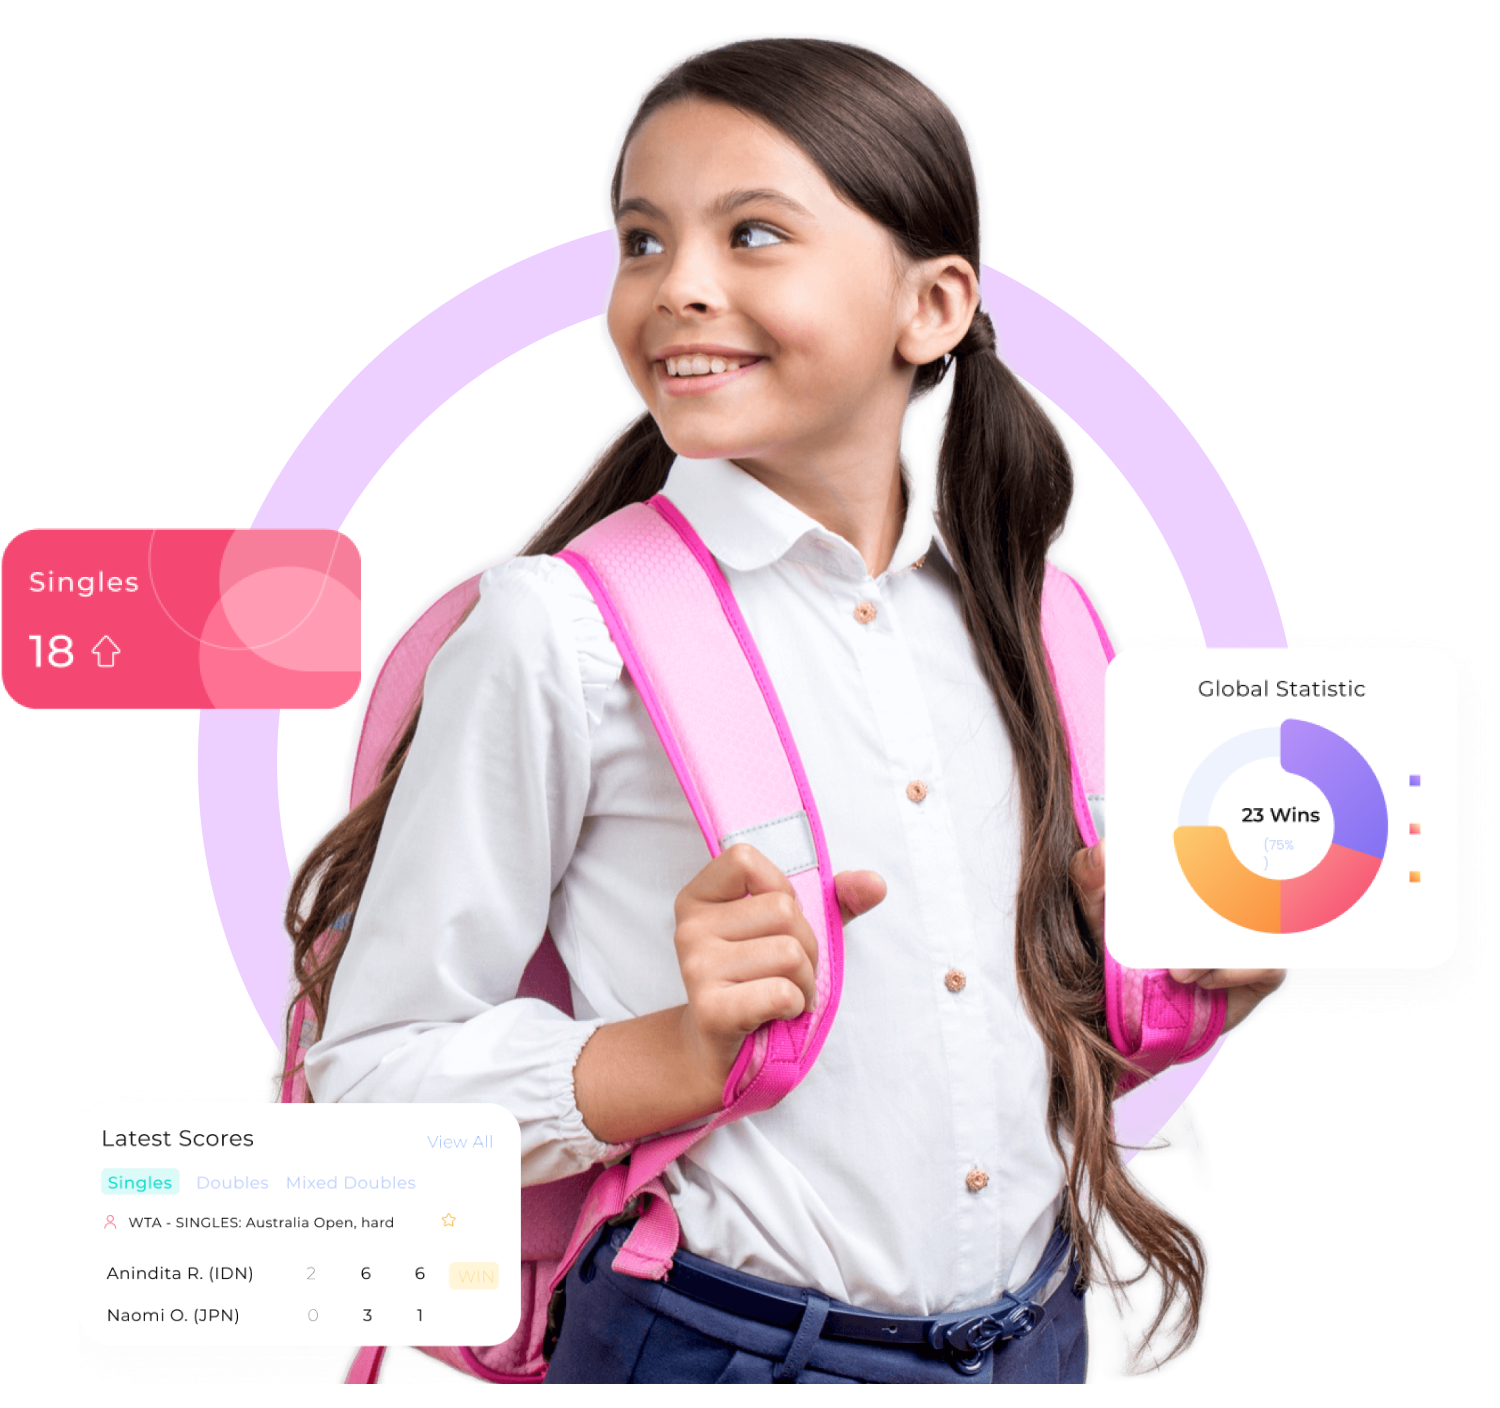 Singles
18
Global Statistic
23 Wins
(75%
)
Latest Scores View All
Singles Doubles Mixed Doubles
WTA - SINGLES: Australia Open, hard
Anindita R. (IDN) 2 6 6 WIN
Naomi O. (JPN) 0 3 1